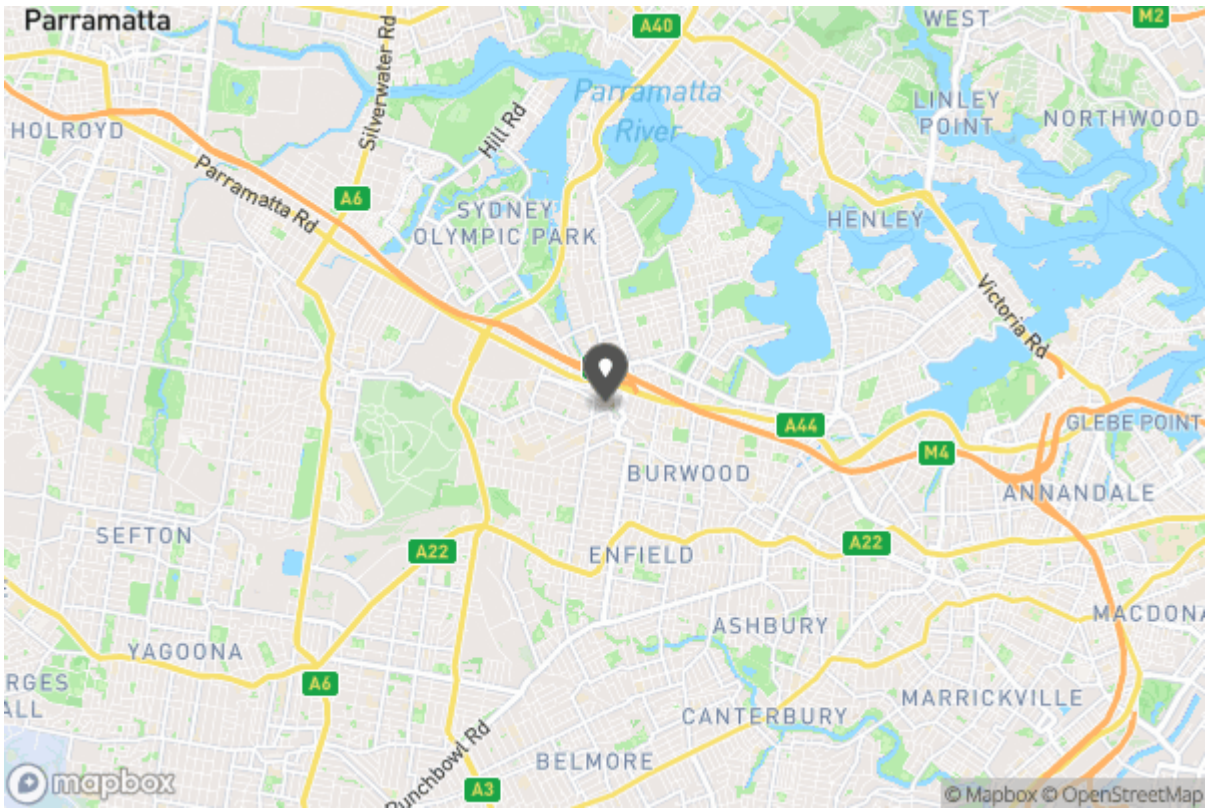 Parramatta
WEST
M2
A40
Silverwater Rd
Parramatta
River
LINLEY
POINT
NORTHWOOD
HOLROYD
Hill Rd
Parramatta Rd
A6
SYDNEY
OLYMPIC PARK
HENLEY
Victoria Rd
A44
GLEBE POINT
M4
BURWOOD
ANNANDALE
SEFTON
A22
ENFIELD
A22
ASHBURY
MACDONA
YAGOONA
A6
RGES
ALL
MARRICKVILLE
CANTERBURY
Punchbowl Rd
BELMORE
A3
mapbox
© Mapbox © OpenStreetMap